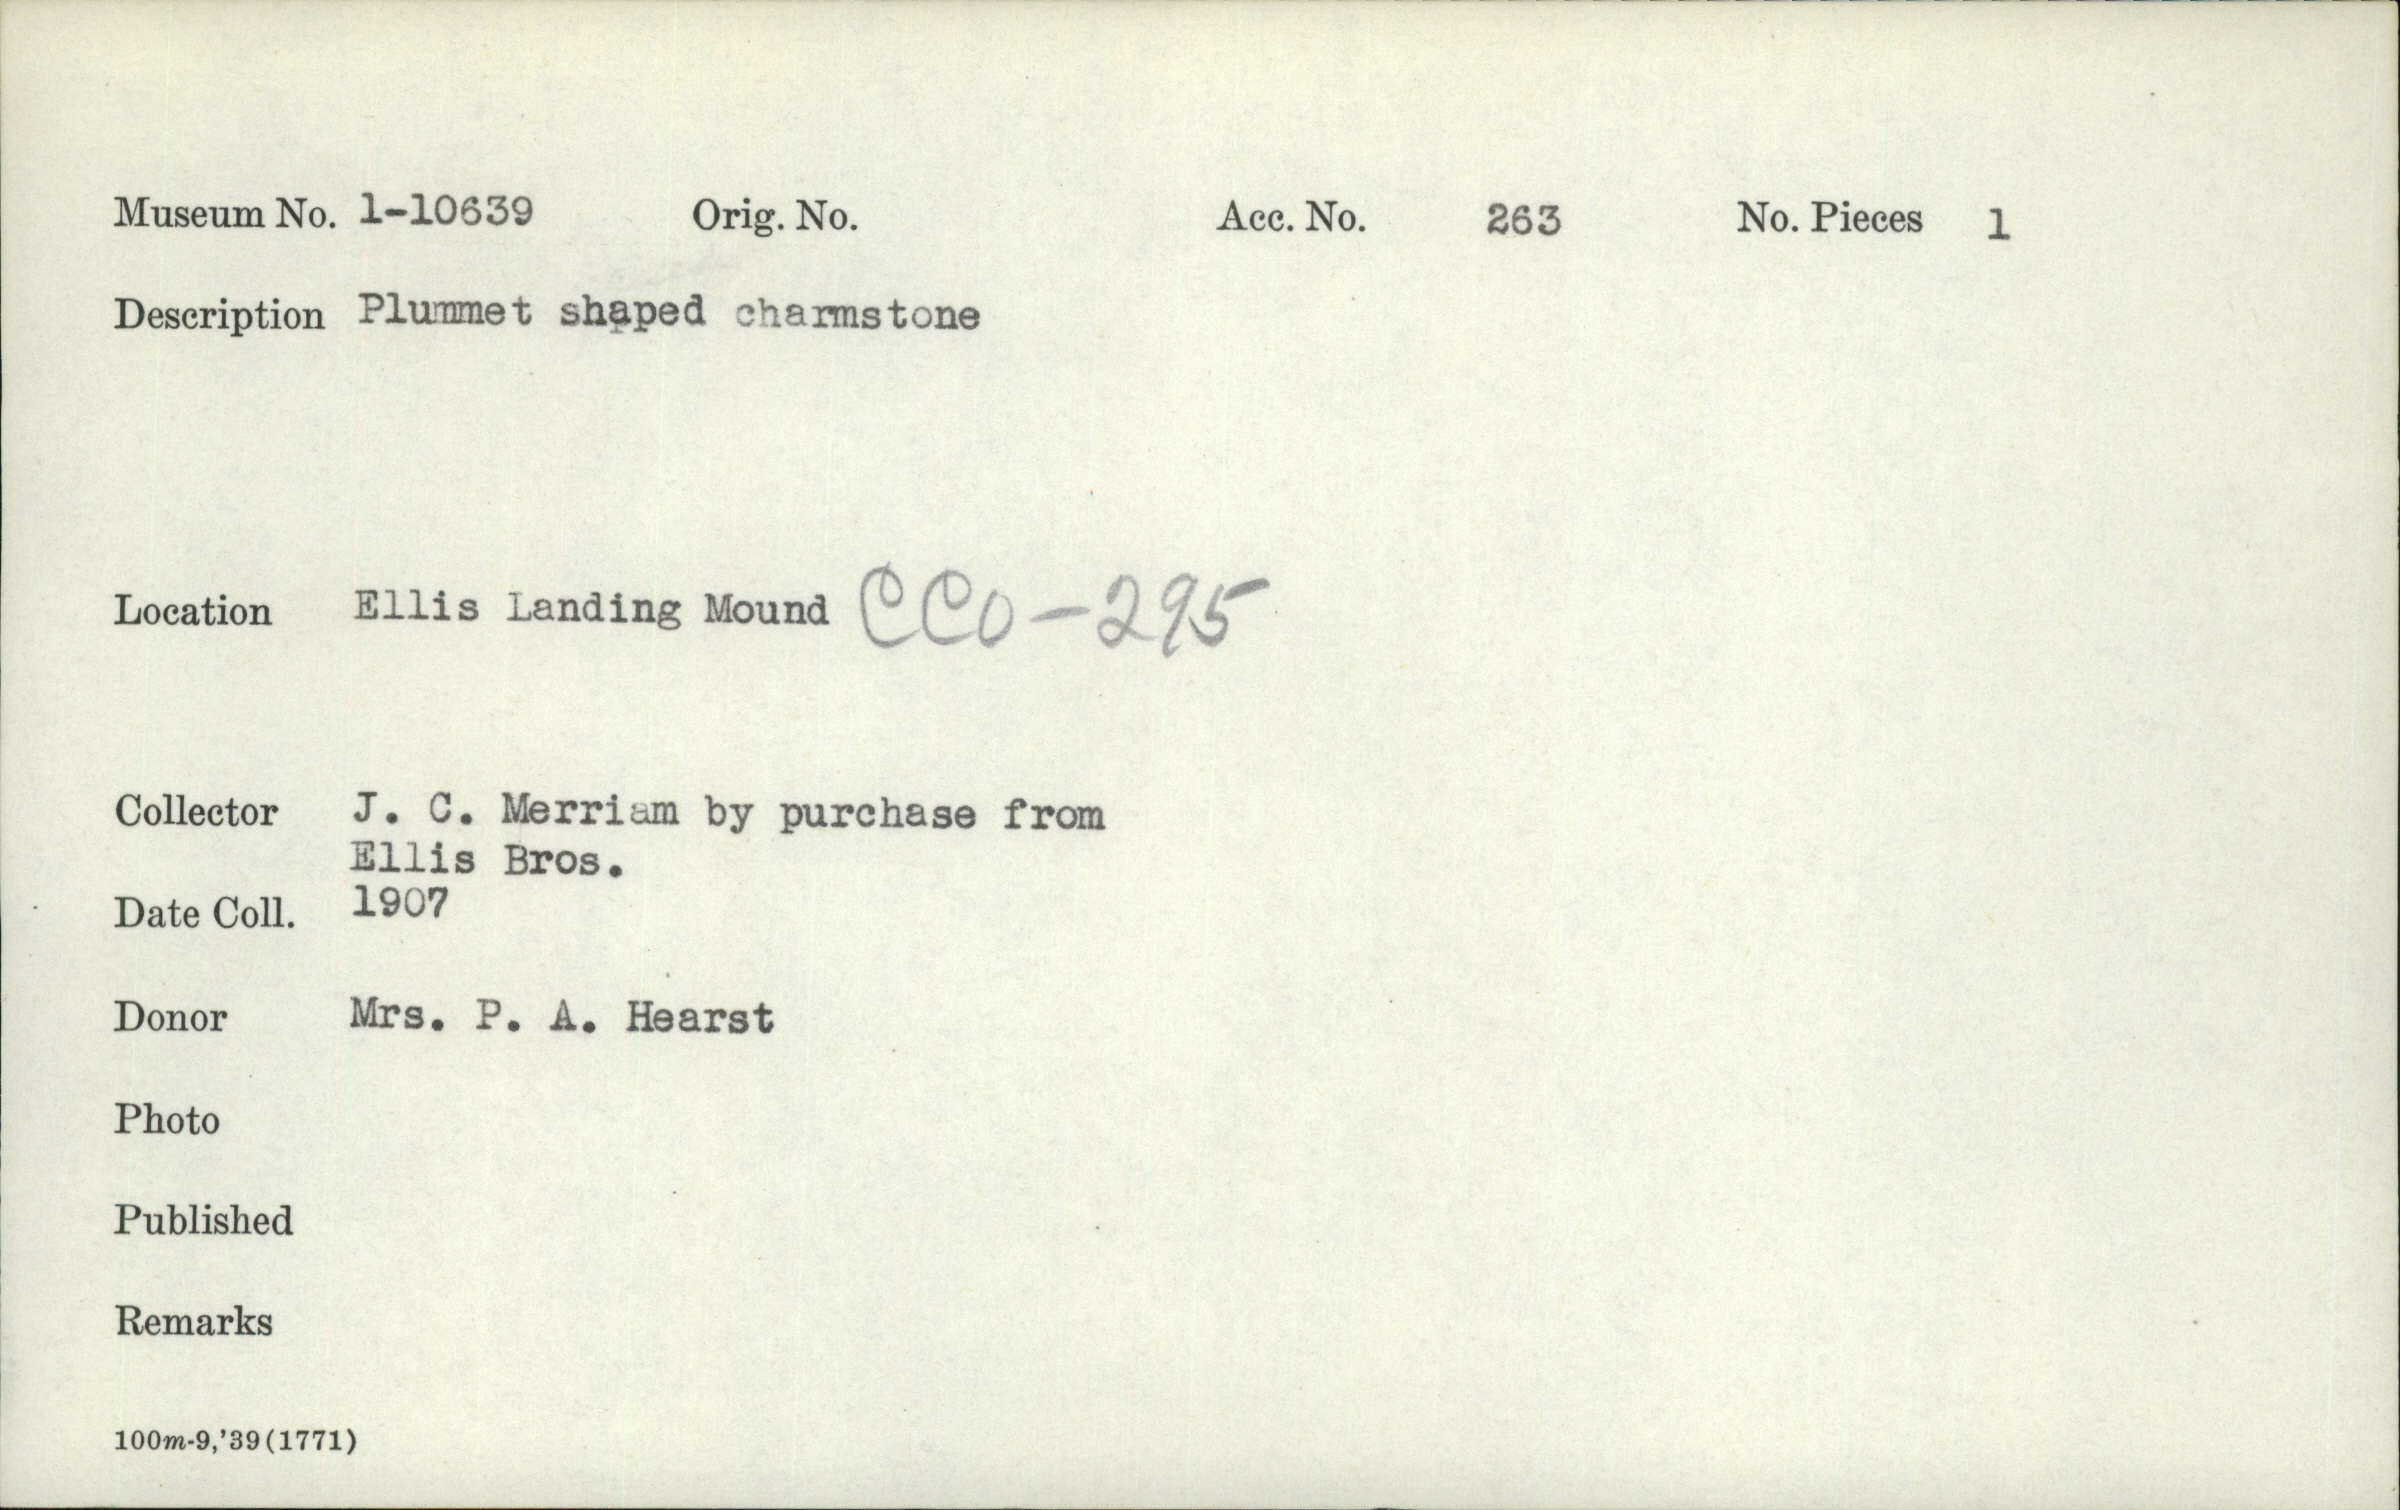 Museum No. 1-10639 Orig. No. Acc. No. 263 No. Pieces 1
Description Plummet shaped charmstone
Location Ellis Landing Mound CCO-295
Collector J. C. Merriam by purchase from
Ellis Bros.
Date Coll. 1907
Donor Mrs. P. A. Hearst
Photo
Published
Remarks
100m-9,'39(1771)